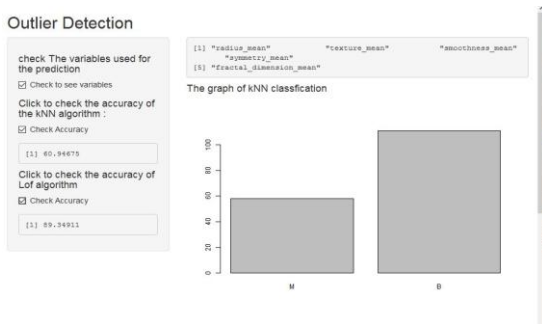 Outlier Detection
check The variables used for
the prediction
Check to see variables
Click to check the accuracy of
the kNN algorithm :
Check Accuracy
[1] 60.94675
Click to check the accuracy of
Lof algorithm
Check Accuracy
[1] 69.34911
[1] "radius_mean" "texture_mean" "smoothness_mean"
"symmetry_mean"
[5] "fractal_dimension_mean"
The graph of kNN classfication
100
80
60
40
20
0
M B